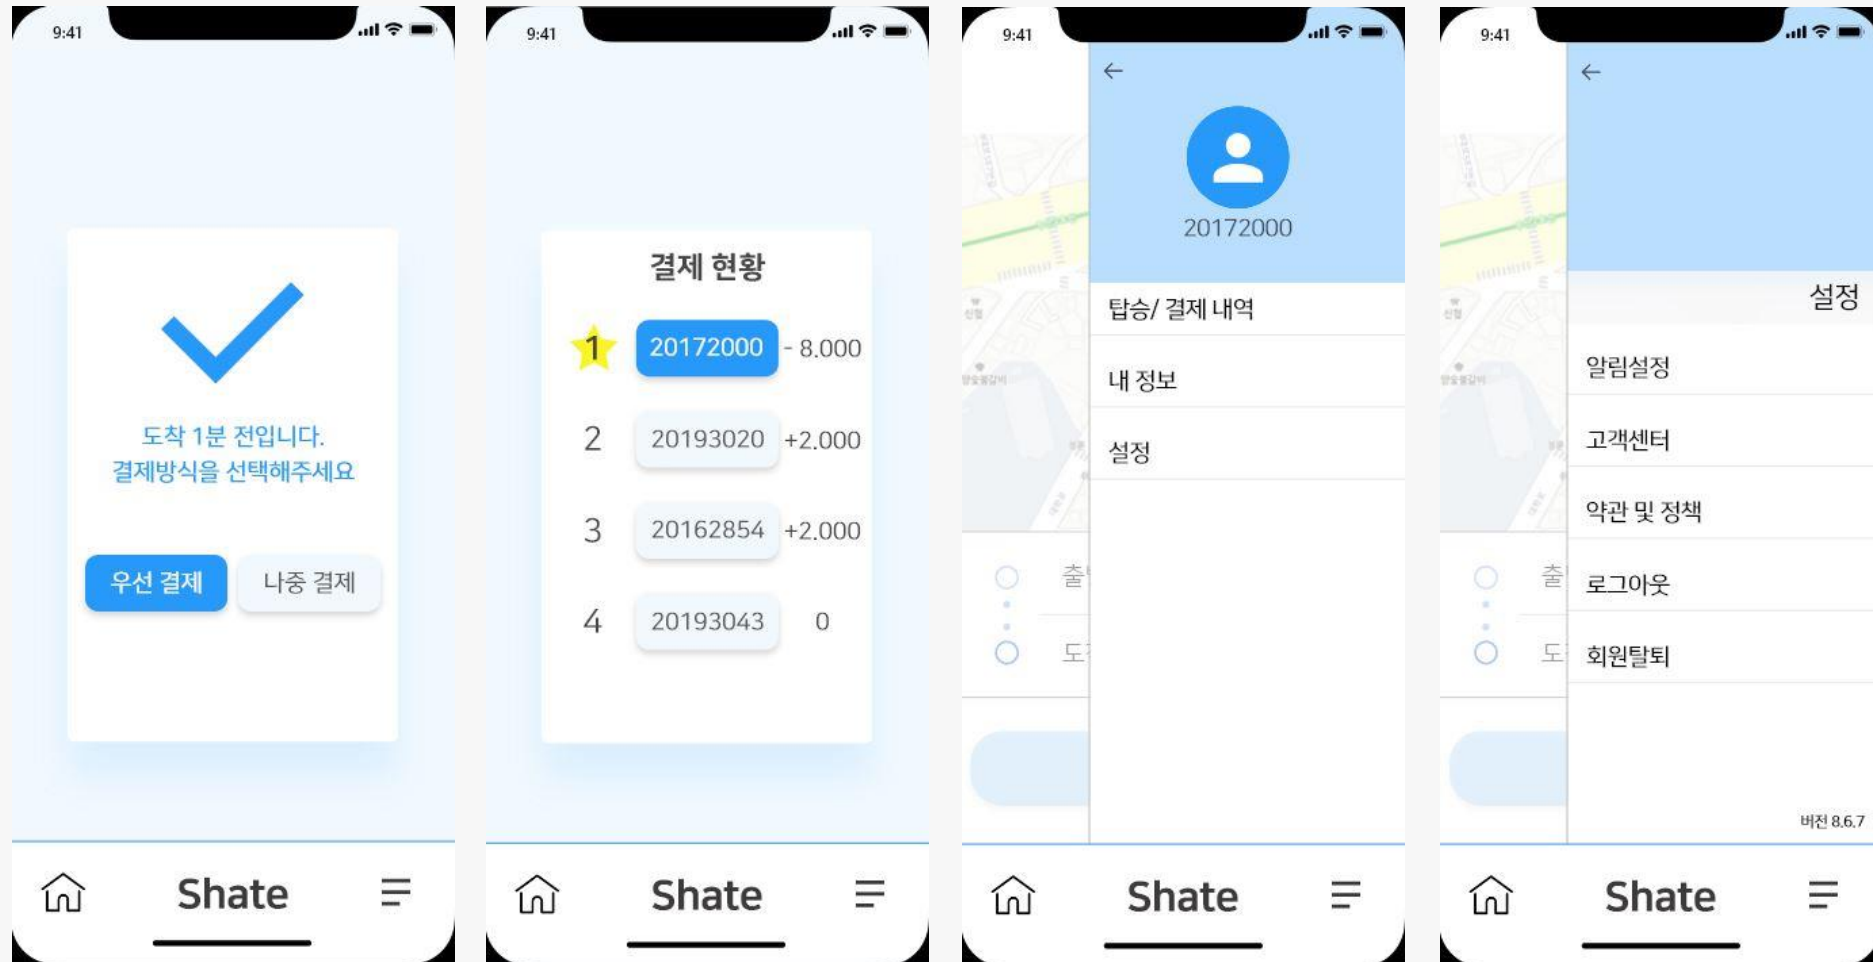 9:41
도착 1분 전입니다.
결제방식을 선택해주세요
우선 결제
나중 결제
Shate
9:41
결제 현황
1 20172000 - 8.000
2 20193020 +2.000
3 20162854 +2.000
4 20193043 0
Shate
9:41
20172000
탑승/ 결제 내역
내 정보
설정
출
도
Shate
9:41
설정
알림설정
고객센터
약관 및 정책
로그아웃
회원탈퇴
출
도
버전 8.6.7
Shate